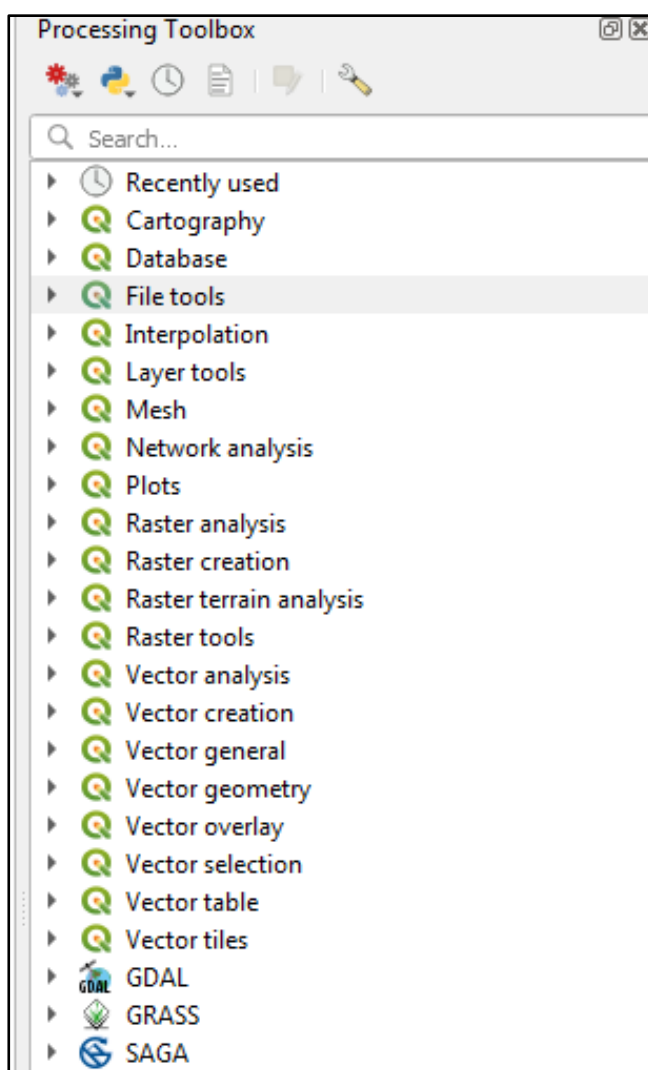 Processing Toolbox
Search...
Recently used
Cartography
Database
File tools
Interpolation
Layer tools
Mesh
Network analysis
Plots
Raster analysis
Raster creation
Raster terrain analysis
Raster tools
Vector analysis
Vector creation
Vector general
Vector geometry
Vector overlay
Vector selection
Vector table
Vector tiles
GDAL GDAL
GRASS
SAGA